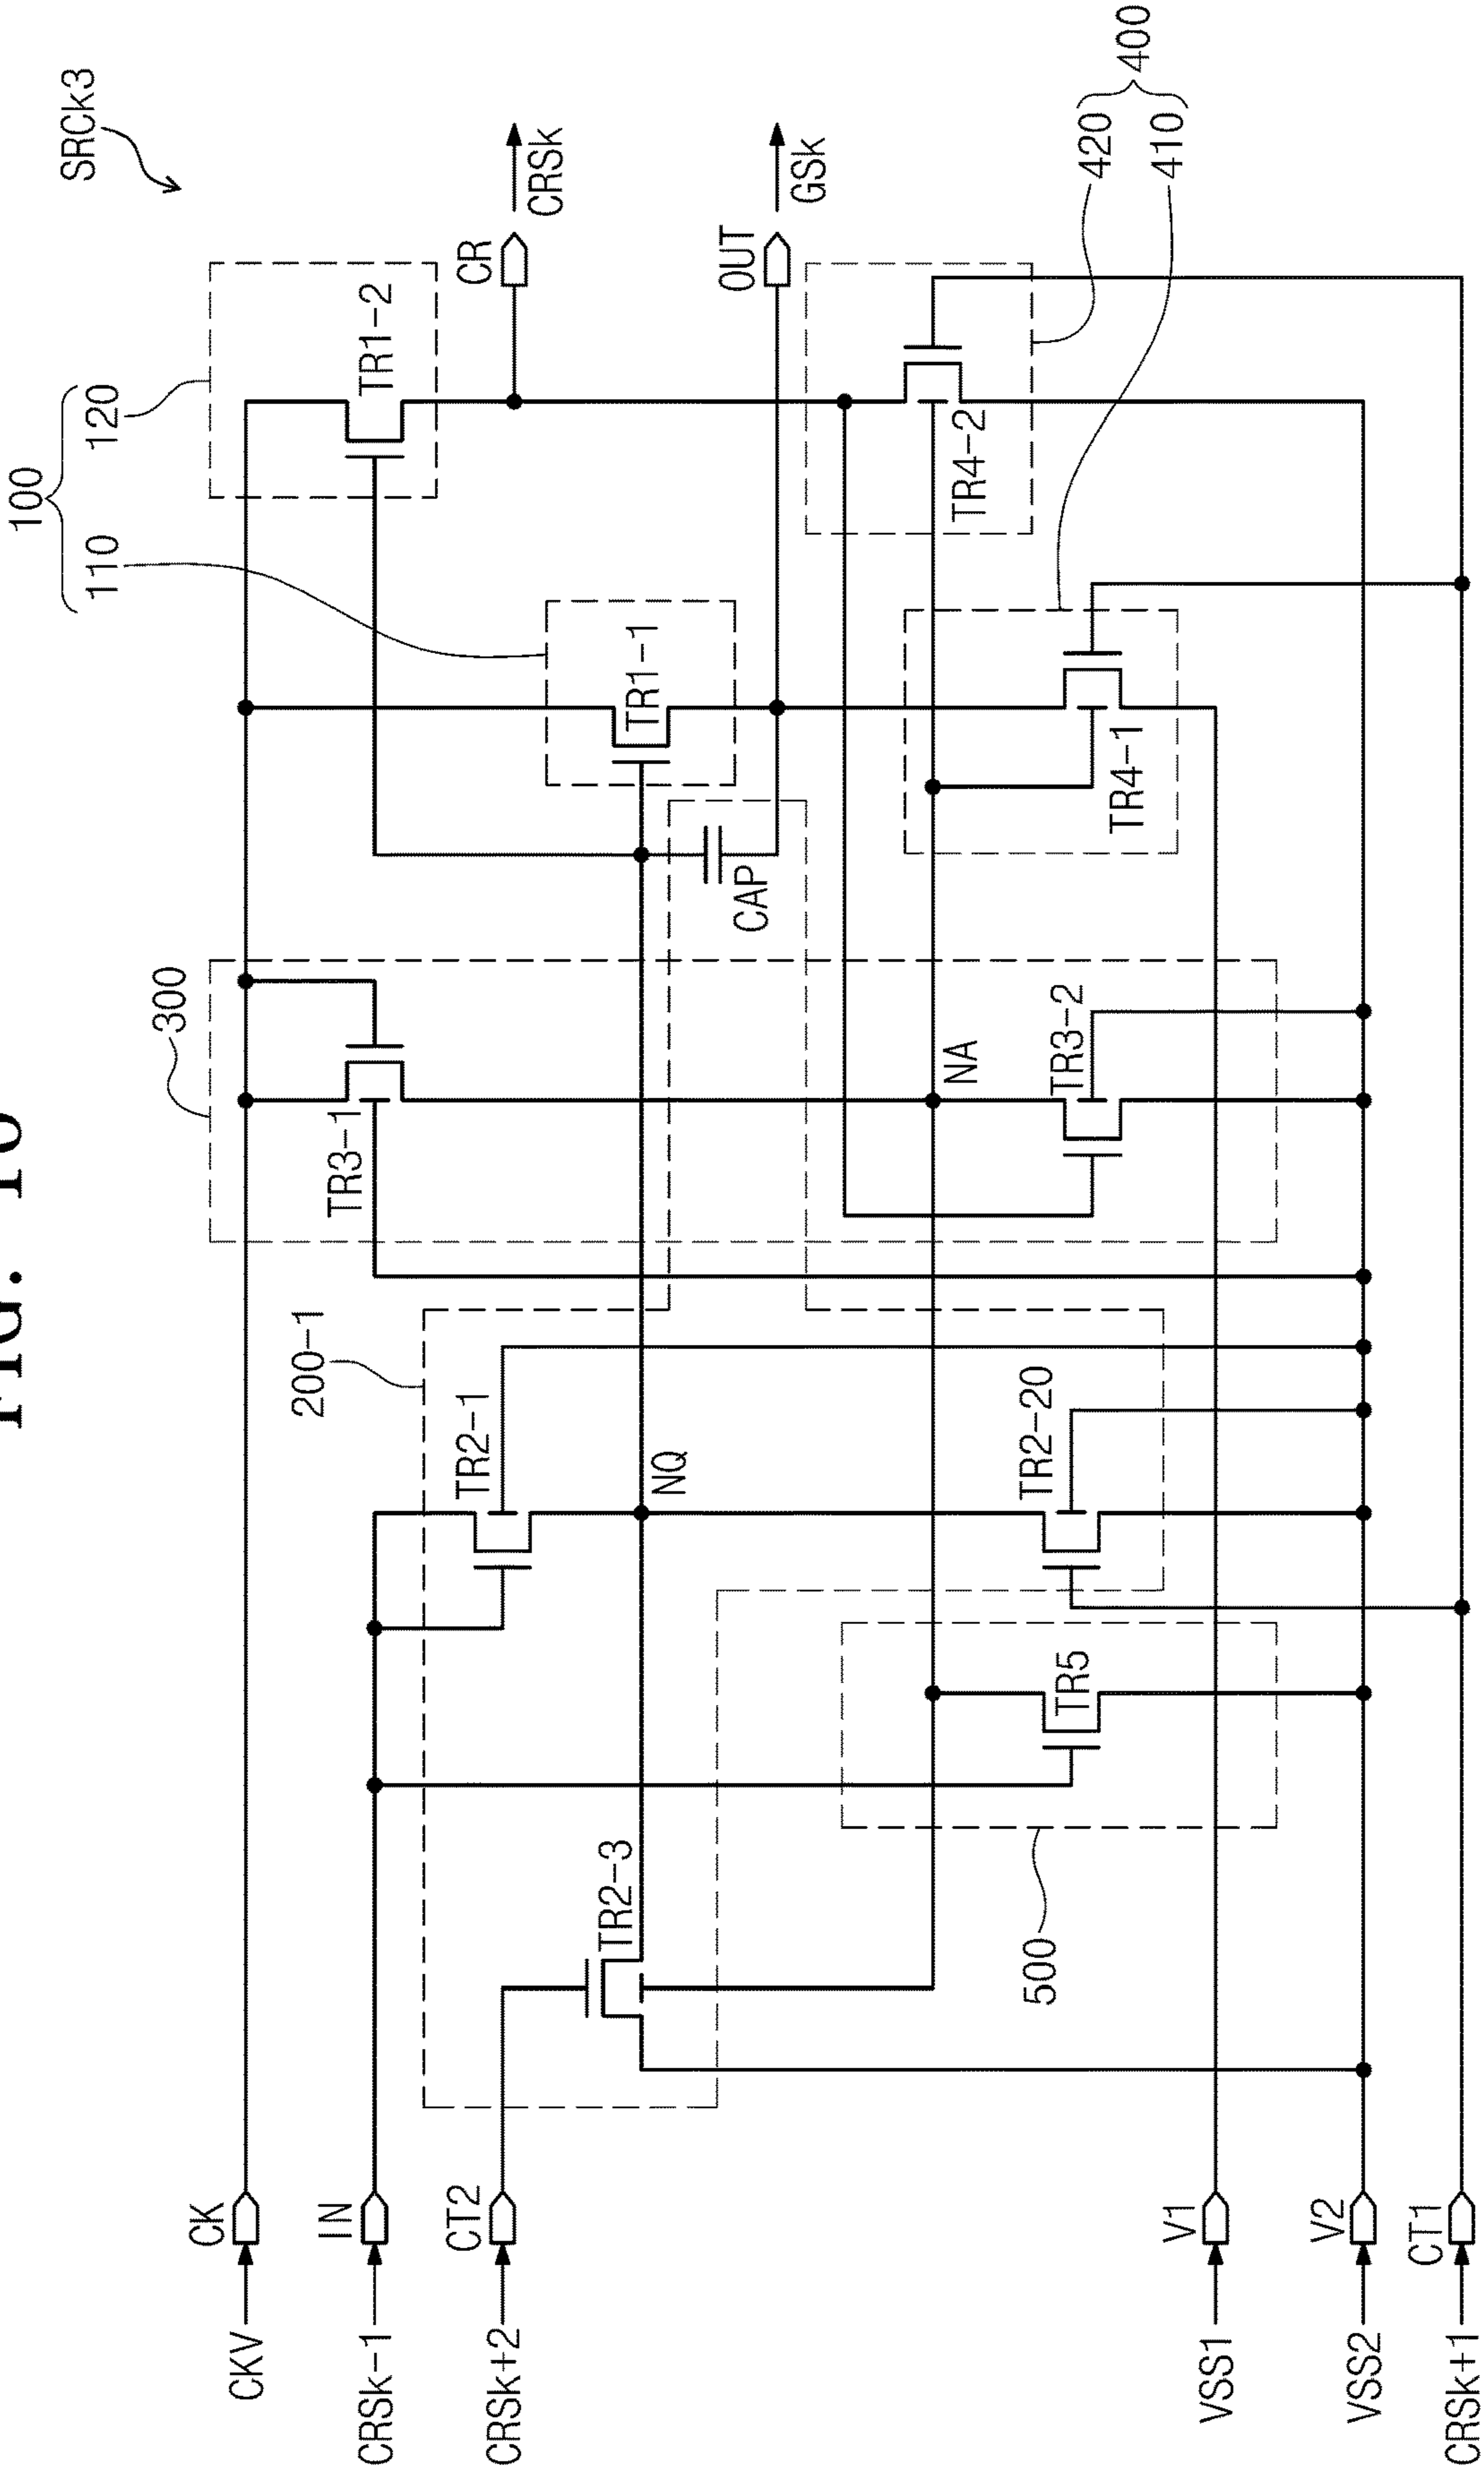 SRCk3
100
110
120
TR1-2
CR
CRSk
300
TR3-1
TR1-1
OUT
GSk
200-1
TR2-1
TR2-3
NQ
CAP
420
410
400
TR4-2
TR4-1
NA
TR3-2
TR2-20
TR5
500
CKV
CK
CRSk-1
IN
CRSk+2
CT2
VSS1
V1
VSS2
V2
CRSk+1
CT1